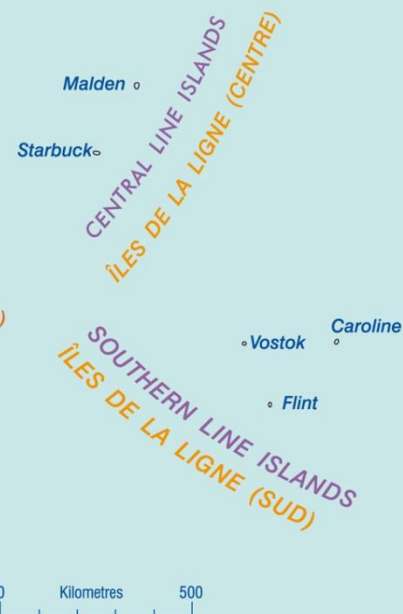 CENTRAL LINE ISLANDS
ÎLES DE LA LIGNE (CENTRE)
Malden
Starbuck
)
Caroline
Vostok
SOUTHERN LINE ISLANDS
ÎLES DE LA LIGNE (SUD)
Flint
0 Kilometres 500